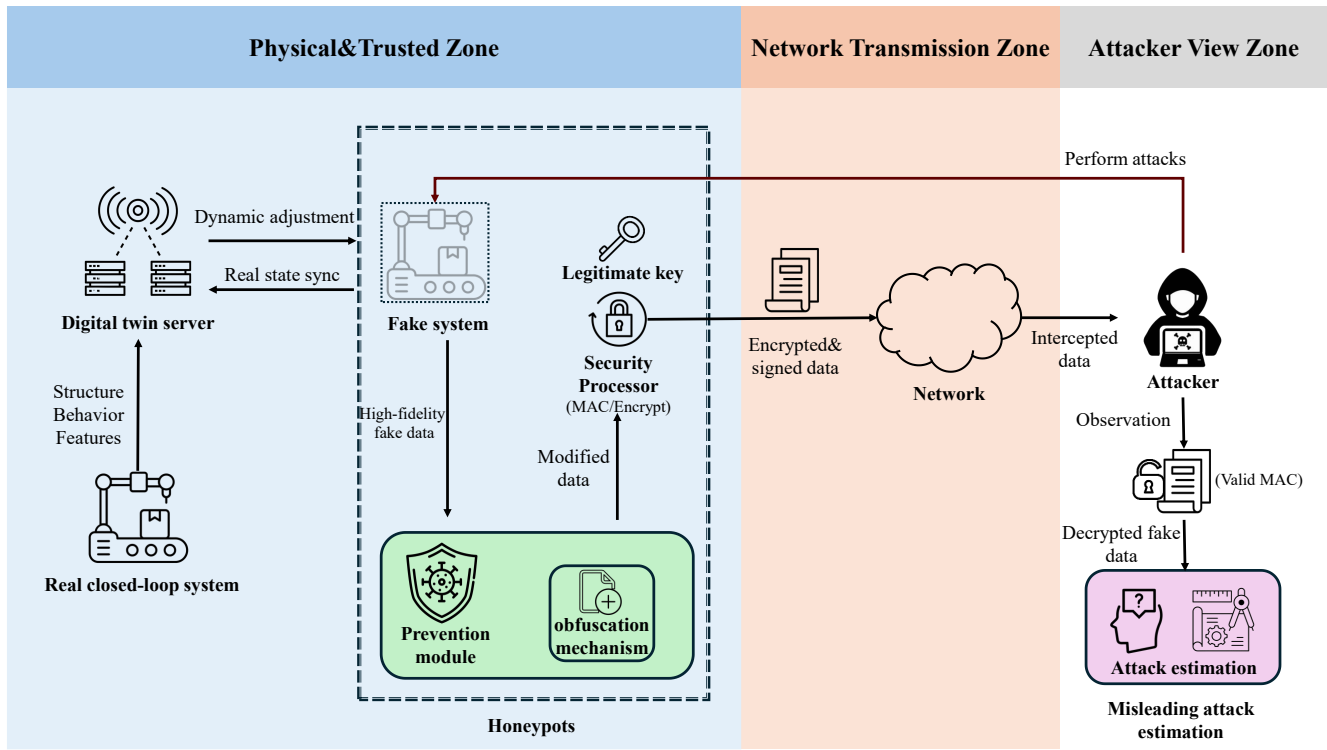 Physical&Trusted Zone
Network Transmission Zone
Attacker View Zone
Perform attacks
Dynamic adjustment
Real state sync
Digital twin server
Fake system
Legitimate key
Security
Processor
(MAC/Encrypt)
Encrypted&
signed data
Network
Intercepted
data
Attacker
Structure
Behavior
Features
High-fidelity
fake data
Modified
data
Observation
(Valid MAC)
Decrypted fake
data
Real closed-loop system
Prevention
module
obfuscation
mechanism
?
Attack estimation
Honeypots
Misleading attack
estimation